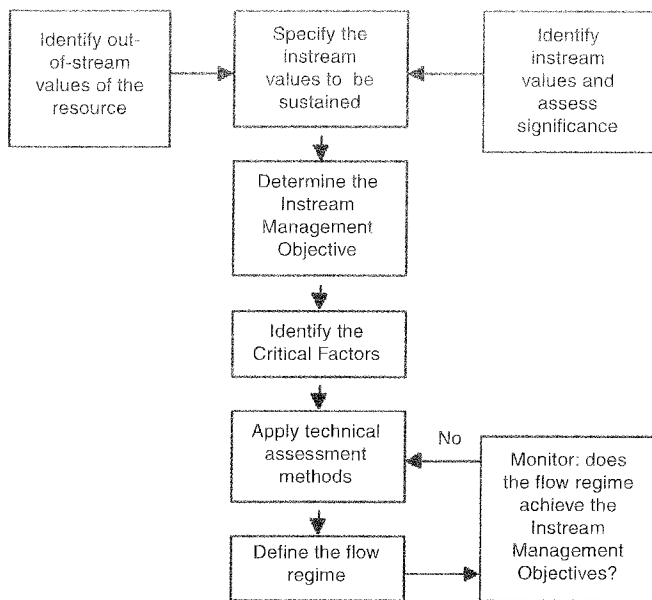 Identify out-
of-stream
values of the
resource
Specify the
instream
values to be
sustained
Identify
instream
values and
assess
significance
Determine the
Instream
Management
Objective
Identify the
Critical Factors
Apply technical
assessment
methods
No
Monitor: does
the flow regime
achieve the
Instream
Management
Objectives?
Define the flow
regime